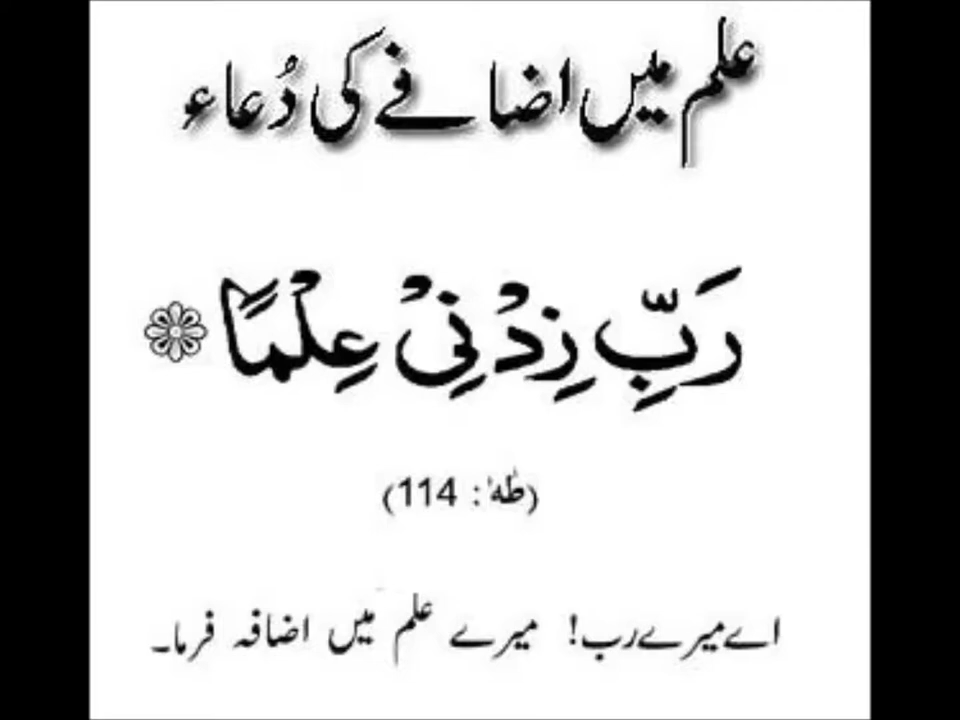 علم میں اضافے کی دُعاء
رَبِّ زِدْنِیْ عِلْمًا
(طٰهٰ: 114)
اے میرے رب! میرے علم میں اضافہ فرما۔